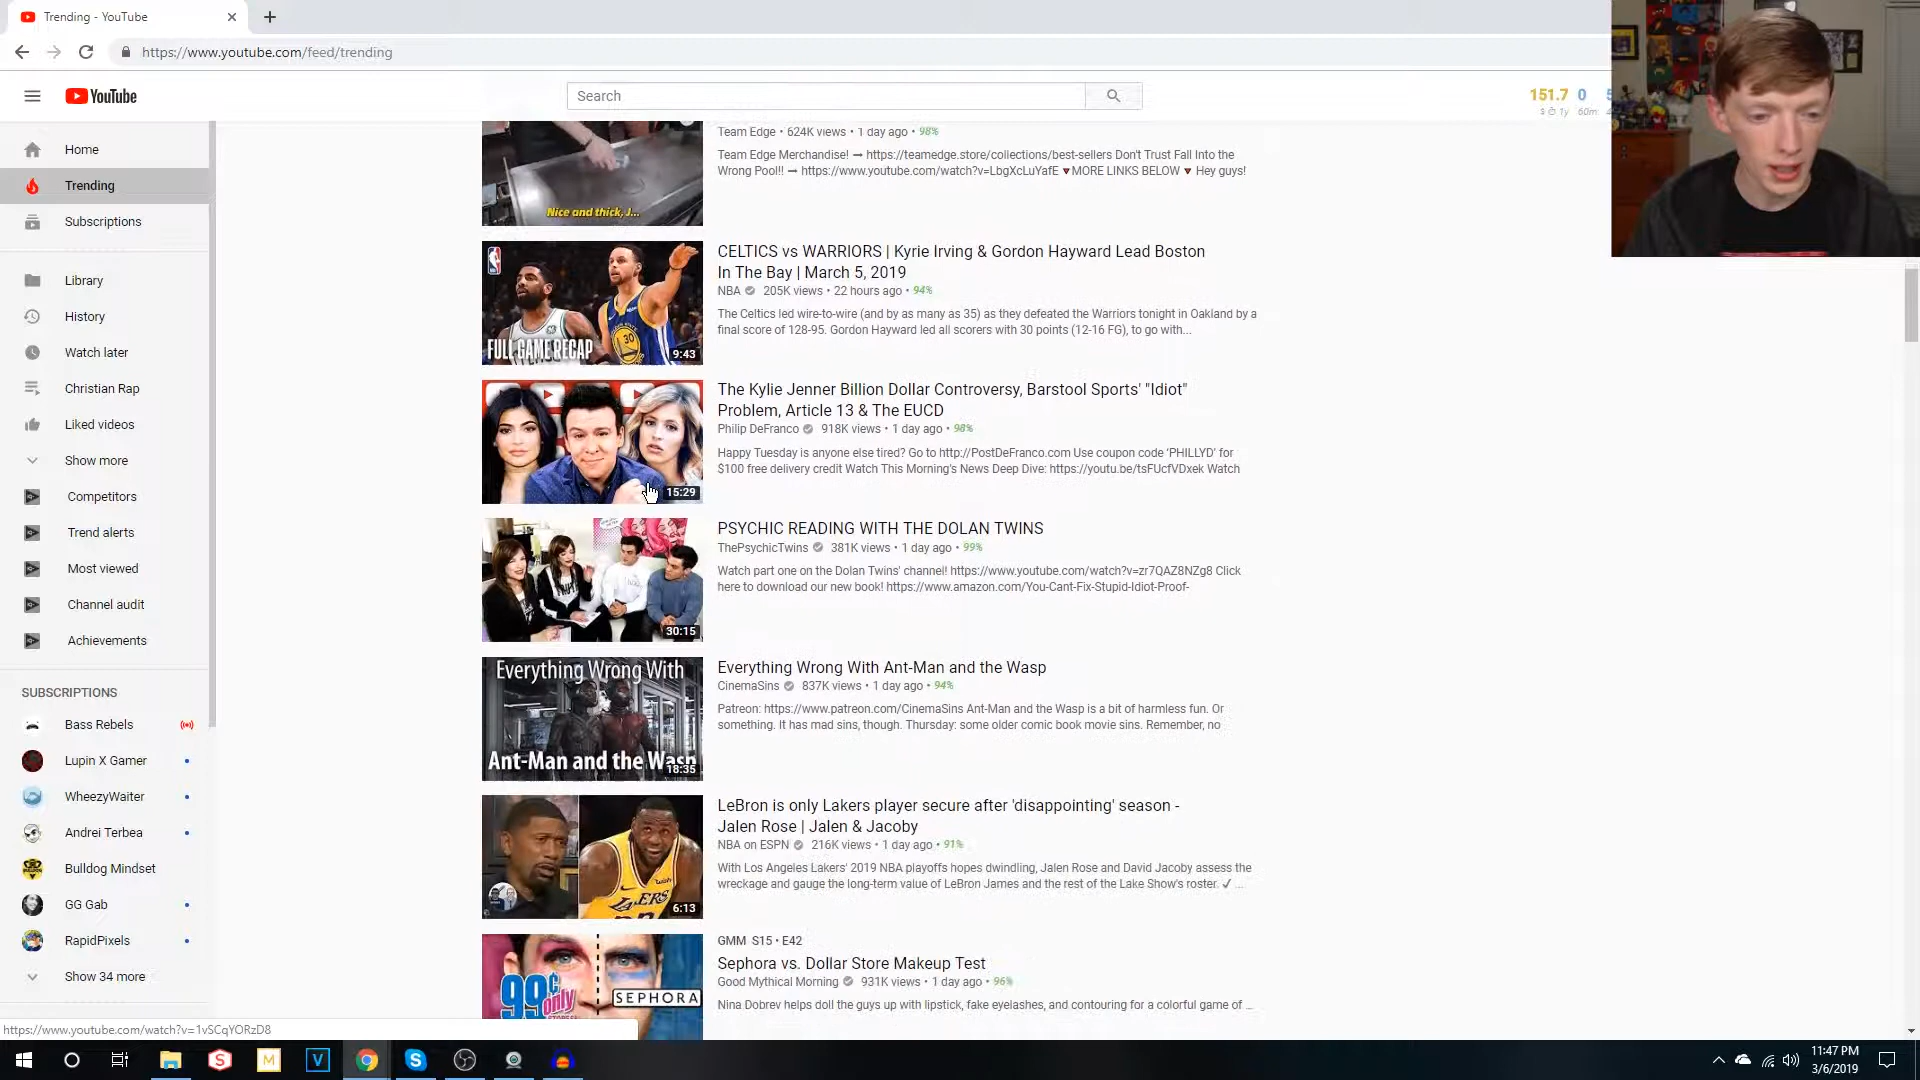 Trending - YouTube
https://www.youtube.com/feed/trending
YouTube
Search
151.7 0
$ 1y 60m
Home
Trending
Subscriptions
Library
History
Watch later
Christian Rap
Liked videos
Show more
Competitors
Trend alerts
Most viewed
Channel audit
Achievements
SUBSCRIPTIONS
Bass Rebels
Lupin X Gamer
WheezyWaiter
Andrei Terbea
Bulldog Mindset
GG Gab
RapidPixels
Show 34 more
Nice and thick, J...
Team Edge • 624K views • 1 day ago • 98%
Team Edge Merchandise! ➞ https://teamedge.store/collections/best-sellers Don't Trust Fall Into the
Wrong Pool!! ➞ https://www.youtube.com/watch?v=LbgXcLuYafE ▼MORE LINKS BELOW ▼ Hey guys!
FULL GAME RECAP
9:43
CELTICS vs WARRIORS | Kyrie Irving & Gordon Hayward Lead Boston
In The Bay | March 5, 2019
NBA 205K views • 22 hours ago • 94%
The Celtics led wire-to-wire (and by as many as 35) as they defeated the Warriors tonight in Oakland by a
final score of 128-95. Gordon Hayward led all scorers with 30 points (12-16 FG), to go with...
15:29
The Kylie Jenner Billion Dollar Controversy, Barstool Sports' "Idiot"
Problem, Article 13 & The EUCD
Philip DeFranco 918K views • 1 day ago • 98%
Happy Tuesday is anyone else tired? Go to http://PostDeFranco.com Use coupon code 'PHILLYD' for
$100 free delivery credit Watch This Morning's News Deep Dive: https://youtu.be/tsFUcfVDxek Watch
30:15
PSYCHIC READING WITH THE DOLAN TWINS
ThePsychicTwins 381K views • 1 day ago • 99%
Watch part one on the Dolan Twins' channel! https://www.youtube.com/watch?v=zr7QAZ8NZg8 Click
here to download our new book! https://www.amazon.com/You-Cant-Fix-Stupid-Idiot-Proof-
Everything Wrong With
Ant-Man and the Wasp
18:35
Everything Wrong With Ant-Man and the Wasp
CinemaSins 837K views • 1 day ago • 94%
Patreon: https://www.patreon.com/CinemaSins Ant-Man and the Wasp is a bit of harmless fun. Or
something. It has mad sins, though. Thursday: some older comic book movie sins. Remember, no
LAKERS
6:13
LeBron is only Lakers player secure after 'disappointing' season -
Jalen Rose | Jalen & Jacoby
NBA on ESPN 216K views • 1 day ago • 91%
With Los Angeles Lakers' 2019 NBA playoffs hopes dwindling, Jalen Rose and David Jacoby assess the
wreckage and gauge the long-term value of LeBron James and the rest of the Lake Show's roster. ✓ ...
99¢ only
SEPHORA
GMM S15 • E42
Sephora vs. Dollar Store Makeup Test
Good Mythical Morning 931K views • 1 day ago • 96%
Nina Dobrev helps doll the guys up with lipstick, fake eyelashes, and contouring for a colorful game of ...
https://www.youtube.com/watch?v=1vSCqYORzD8
11:47 PM
3/6/2019